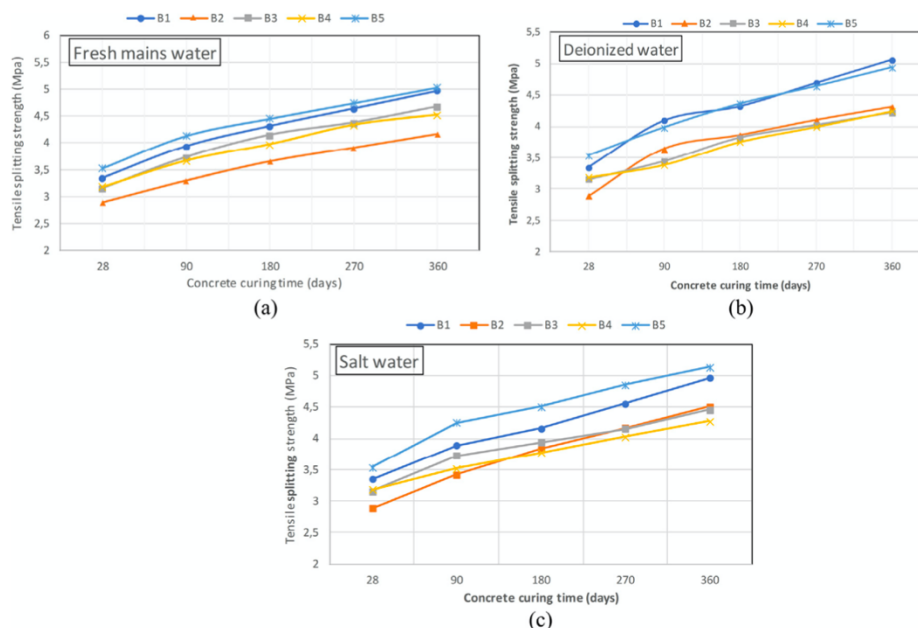 B1 B2 B3 B4 B5
Fresh mains water
Tensile splitting strength (Mpa)
6
5,5
5
4,5
4
3,5
3
2,5
2
28 90 180 270 360
Concrete curing time (days)
(a)
B1 B2 B3 B4 B5
Deionized water
Tensile splitting strength (Mpa)
5,5
5
4,5
4
3,5
3
2,5
2
28 90 180 270 360
Concrete curing time (days)
(b)
B1 B2 B3 B4 B5
Salt water
Tensile splitting strength (MPa)
5,5
5
4,5
4
3,5
3
2,5
2
28 90 180 270 360
Concrete curing time (days)
(c)